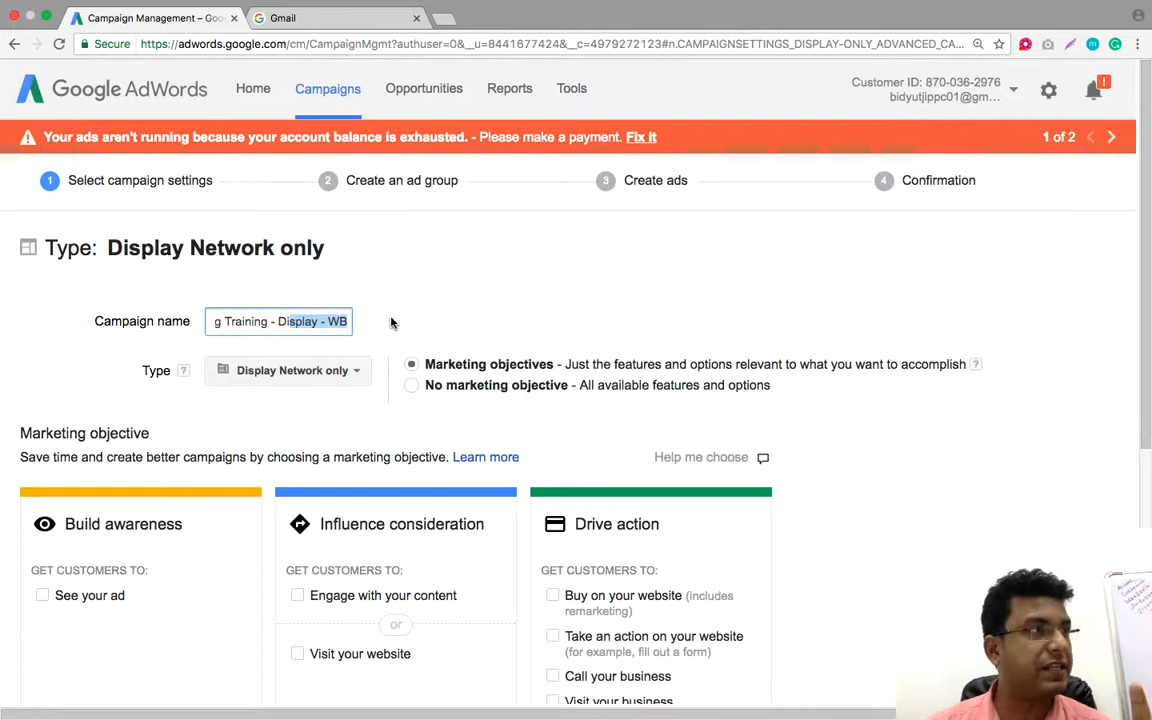 Campaign Management – Goo
Gmail
Secure
https://adwords.google.com/cm/CampaignMgmt?authuser=0&__u=8441677424&__c=4979272123#n.CAMPAIGNSETTINGS_DISPLAY-ONLY_ADVANCED_CA...
Google AdWords
Home
Campaigns
Opportunities
Reports
Tools
Customer ID: 870-036-2976
bidyutjippc01@gm...
Your ads aren't running because your account balance is exhausted. - Please make a payment. Fix it
1 of 2
1 Select campaign settings
2 Create an ad group
3 Create ads
4 Confirmation
Type: Display Network only
Campaign name
g Training - Display - WB
Type ?
Display Network only
Marketing objectives - Just the features and options relevant to what you want to accomplish ?
No marketing objective - All available features and options
Marketing objective
Save time and create better campaigns by choosing a marketing objective. Learn more
Help me choose
Build awareness
GET CUSTOMERS TO:
See your ad
Influence consideration
GET CUSTOMERS TO:
Engage with your content
or
Visit your website
Drive action
GET CUSTOMERS TO:
Buy on your website (includes
remarketing)
Take an action on your website
(for example, fill out a form)
Call your business
Visit your business